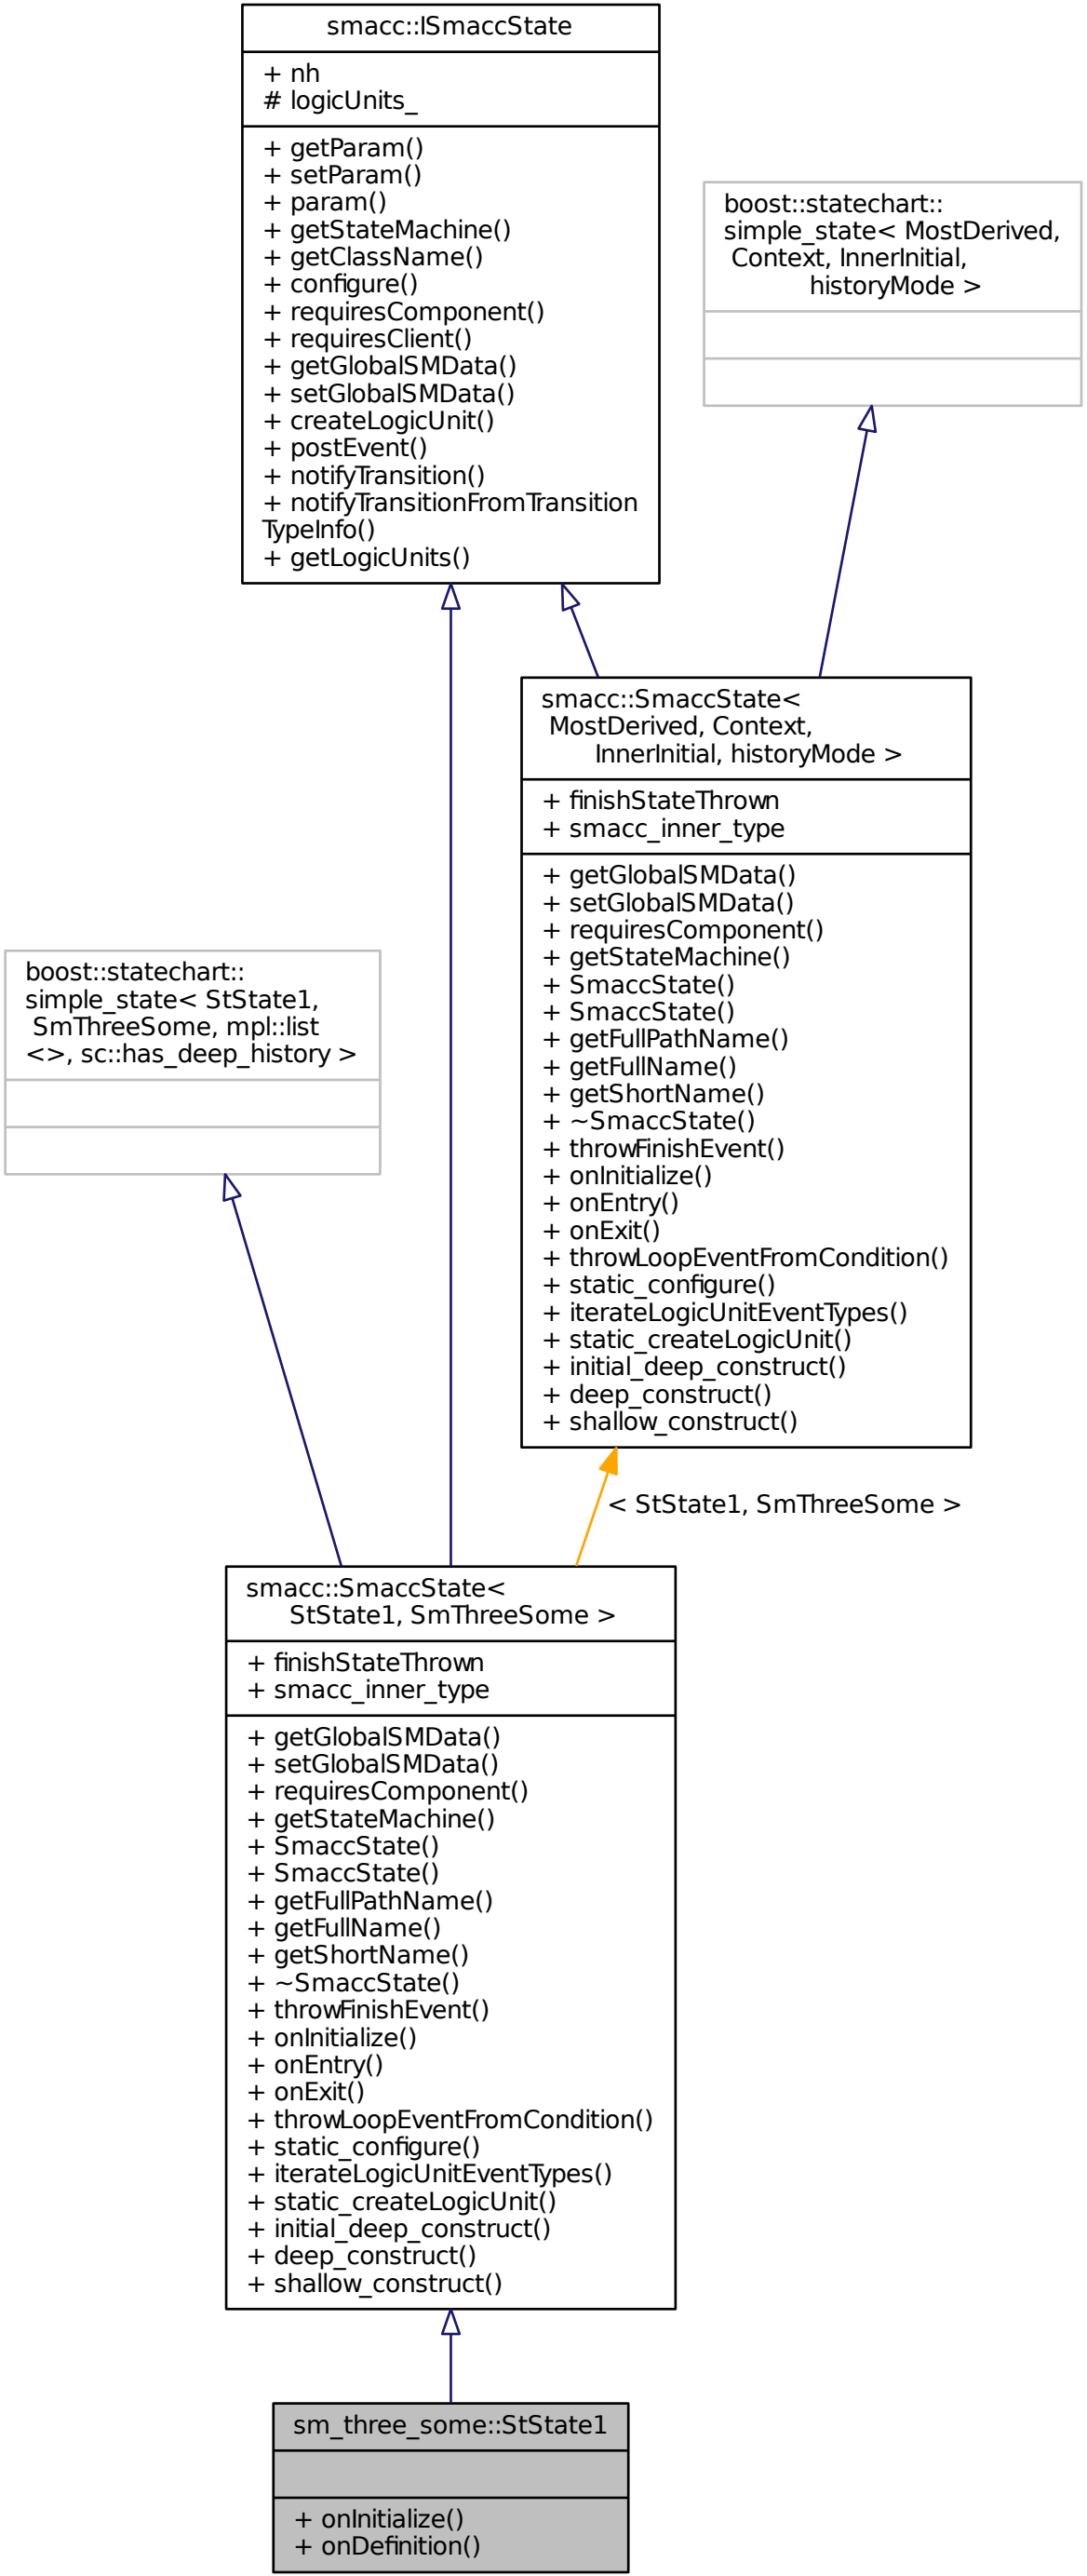 smacc::ISmaccState
+ nh
# logicUnits_
+ getParam()
+ setParam()
+ param()
+ getStateMachine()
+ getClassName()
+ configure()
+ requiresComponent()
+ requiresClient()
+ getGlobalSMData()
+ setGlobalSMData()
+ createLogicUnit()
+ postEvent()
+ notifyTransition()
+ notifyTransitionFromTransition
TypeInfo()
+ getLogicUnits()
boost::statechart::
simple_state< MostDerived,
Context, InnerInitial,
historyMode >
smacc::SmaccState<
MostDerived, Context,
InnerInitial, historyMode >
+ finishStateThrown
+ smacc_inner_type
+ getGlobalSMData()
+ setGlobalSMData()
+ requiresComponent()
+ getStateMachine()
+ SmaccState()
+ SmaccState()
+ getFullPathName()
+ getFullName()
+ getShortName()
+ ~SmaccState()
+ throwFinishEvent()
+ onInitialize()
+ onEntry()
+ onExit()
+ throwLoopEventFromCondition()
+ static_configure()
+ iterateLogicUnitEventTypes()
+ static_createLogicUnit()
+ initial_deep_construct()
+ deep_construct()
+ shallow_construct()
boost::statechart::
simple_state< StState1,
SmThreeSome, mpl::list
<>, sc::has_deep_history >
< StState1, SmThreeSome >
smacc::SmaccState<
StState1, SmThreeSome >
+ finishStateThrown
+ smacc_inner_type
+ getGlobalSMData()
+ setGlobalSMData()
+ requiresComponent()
+ getStateMachine()
+ SmaccState()
+ SmaccState()
+ getFullPathName()
+ getFullName()
+ getShortName()
+ ~SmaccState()
+ throwFinishEvent()
+ onInitialize()
+ onEntry()
+ onExit()
+ throwLoopEventFromCondition()
+ static_configure()
+ iterateLogicUnitEventTypes()
+ static_createLogicUnit()
+ initial_deep_construct()
+ deep_construct()
+ shallow_construct()
sm_three_some::StState1
+ onInitialize()
+ onDefinition()